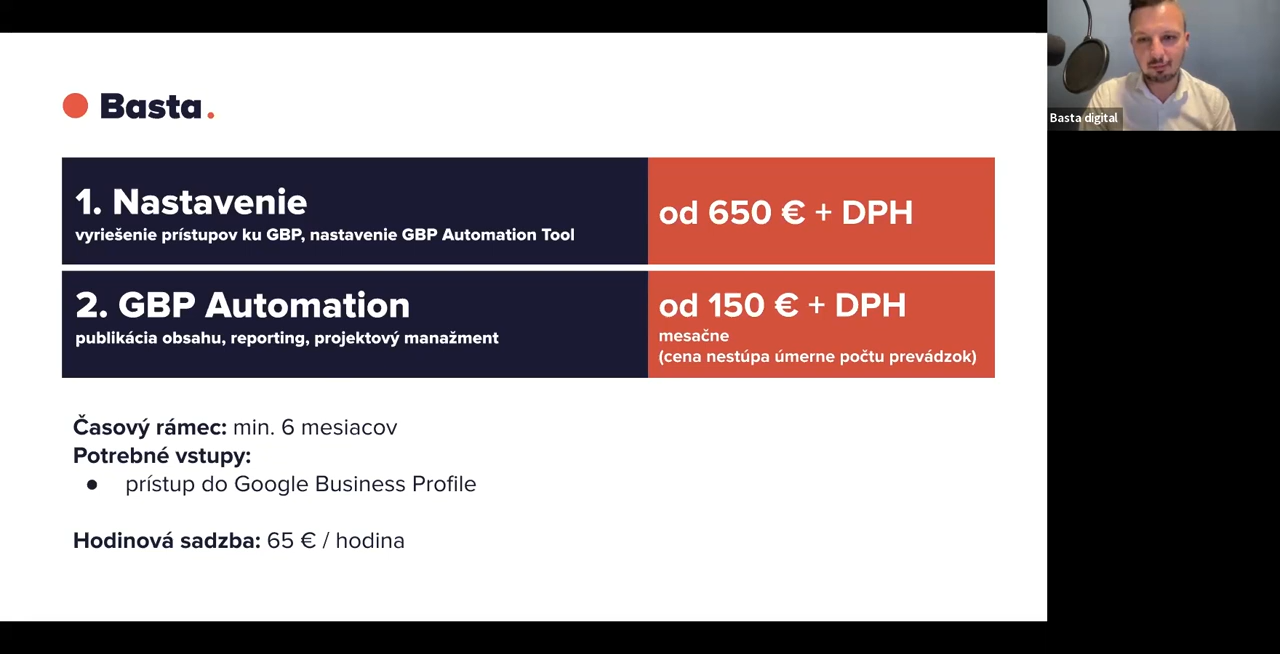 Basta.
1. Nastavenie
vyriešenie prístupov ku GBP, nastavenie GBP Automation Tool
od 650 € + DPH
2. GBP Automation
publikácia obsahu, reporting, projektový manažment
od 150 € + DPH
mesačne
(cena nestúpa úmerne počtu prevádzok)
Časový rámec: min. 6 mesiacov
Potrebné vstupy:
● prístup do Google Business Profile
Hodinová sadzba: 65 € / hodina
Basta digital